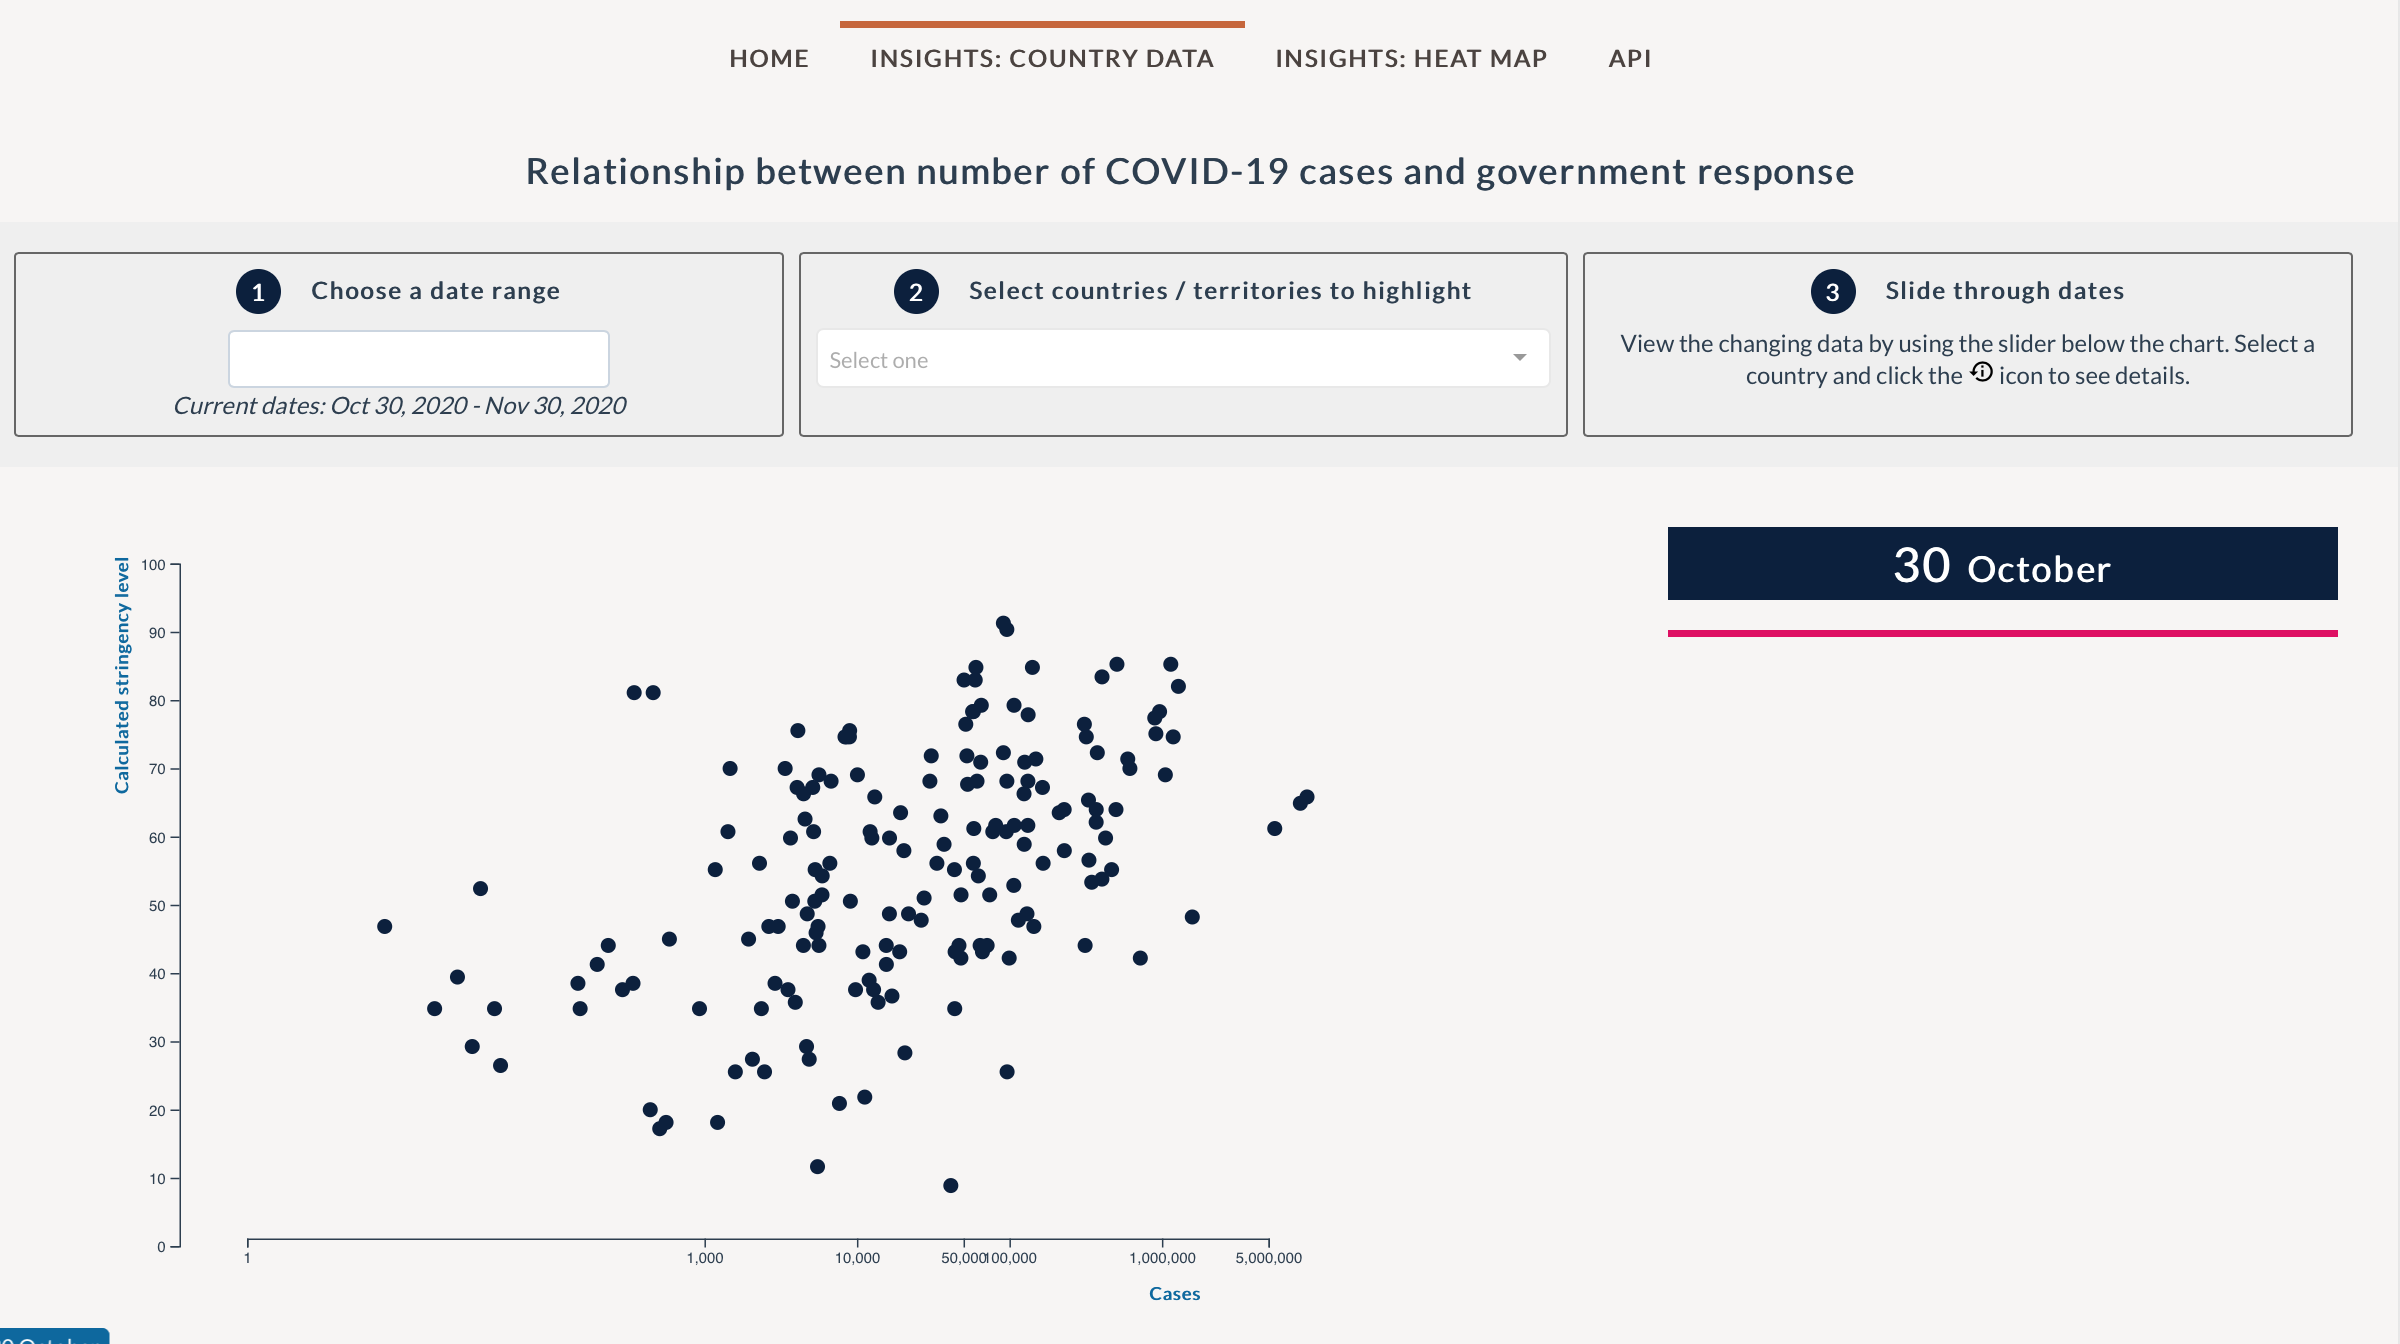 HOME INSIGHTS: COUNTRY DATA INSIGHTS: HEAT MAP API
Relationship between number of COVID-19 cases and government response
1 Choose a date range
Current dates: Oct 30, 2020 - Nov 30, 2020
2 Select countries / territories to highlight
Select one
3 Slide through dates
View the changing data by using the slider below the chart. Select a
country and click the icon to see details.
30 October
Calculated stringency level
100
90
80
70
60
50
40
30
20
10
0
1 1,000 10,000 50,000 100,000 1,000,000 5,000,000
Cases